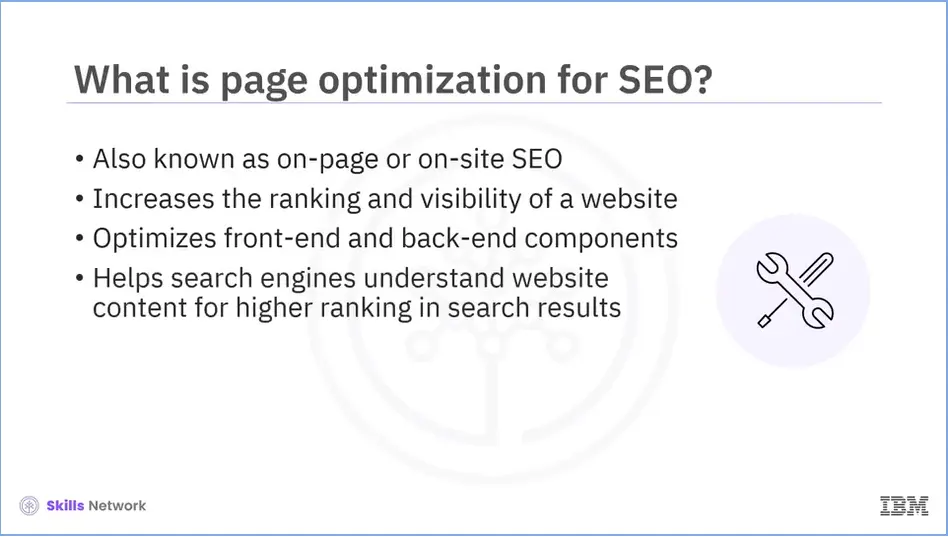 What is page optimization for SEO?
• Also known as on-page or on-site SEO
• Increases the ranking and visibility of a website
• Optimizes front-end and back-end components
• Helps search engines understand website
content for higher ranking in search results
Skills Network
IBM